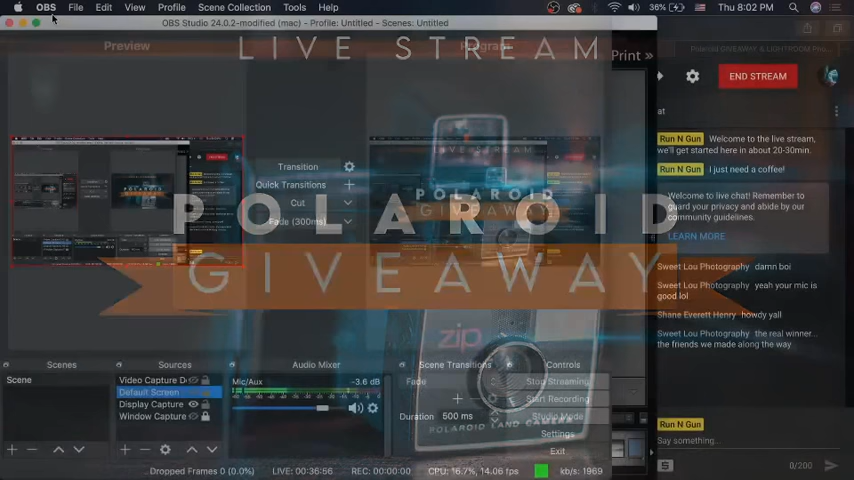 OBS File Edit View Profile Scene Collection Tools Help
36% Thu 8:02 PM
OBS Studio 24.0.2-modified (mac) - Profile: Untitled - Scenes: Untitled
Preview
Program
LIVE STREAM
Print »
Polaroid GIVEAWAY & LIGHTROOM
END STREAM
at
Run N Gun Welcome to the live stream,
we'll get started here in about 20-30min.
Run N Gun I just need a coffee!
Welcome to live chat! Remember to
guard your privacy and abide by our
community guidelines.
LEARN MORE
Sweet Lou Photography damn boi
Sweet Lou Photography yeah your mic is
good lol
Shane Everett Henry howdy yall
Sweet Lou Photography the real winner...
the friends we made along the way
Transition
Quick Transitions
Cut
Fade (300ms)
LIVE STREAM
POLAROID
GIVEAWAY
POLAROID
GIVEAWAY
zip
POLAROID LAND CAMERA
Scenes
Sources
Audio Mixer
Scene Transitions
Controls
Scene
Video Capture D
Default Screen
Display Capture
Window Capture
Mic/Aux -3.6 dB
Fade
Duration 500 ms
Stop Streaming
Start Recording
Studio Mode
Settings
Exit
Dropped Frames 0 (0.0%) LIVE: 00:36:56 REC: 00:00:00 CPU: 16.7%, 14.06 fps kb/s: 1969
Run N Gun
Say something...
0/200